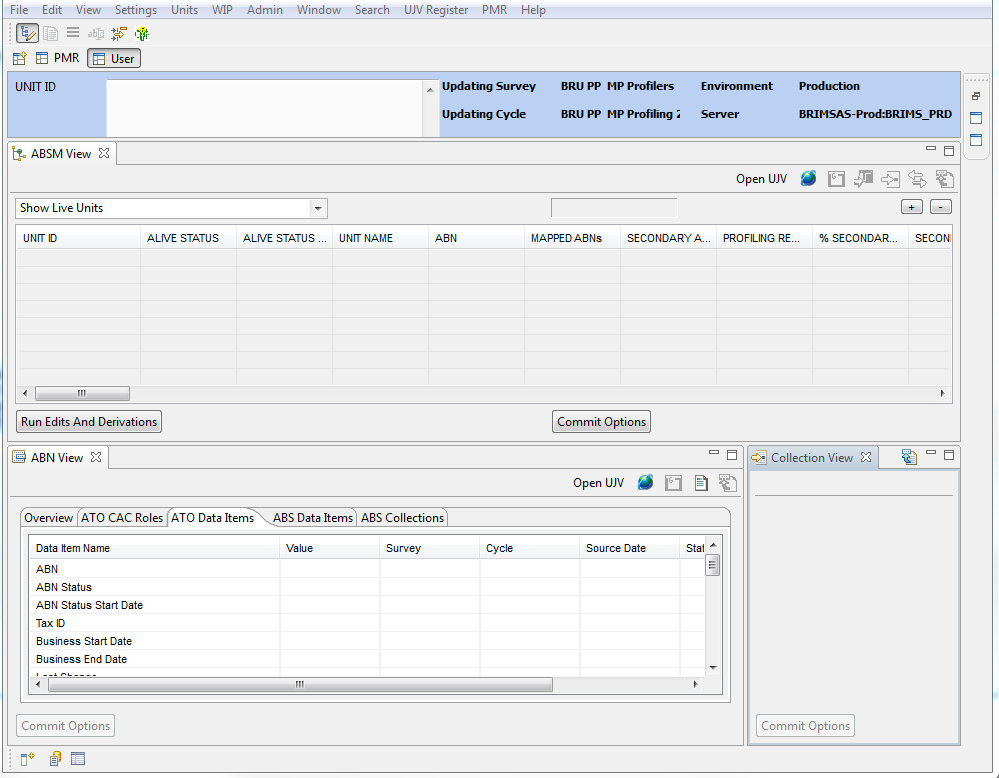 File Edit View Settings Units WIP Admin Window Search UJV Register PMR Help
PMR User
UNIT ID Updating Survey BRU PP MP Profilers Environment Production
Updating Cycle BRU PP MP Profiling Server BRIMSAS-Prod:BRIMS_PRD
ABSM View
Open UJV
Show Live Units + -
UNIT ID ALIVE STATUS ALIVE STATUS ... UNIT NAME ABN MAPPED ABNs SECONDARY A... PROFILING RE... % SECONDAR... SECON
Run Edits And Derivations Commit Options
ABN View Collection View
Open UJV
Overview ATO CAC Roles ATO Data Items ABS Data Items ABS Collections
Data Item Name Value Survey Cycle Source Date Stat
ABN
ABN Status
ABN Status Start Date
Tax ID
Business Start Date
Business End Date
Last Change
Commit Options Commit Options